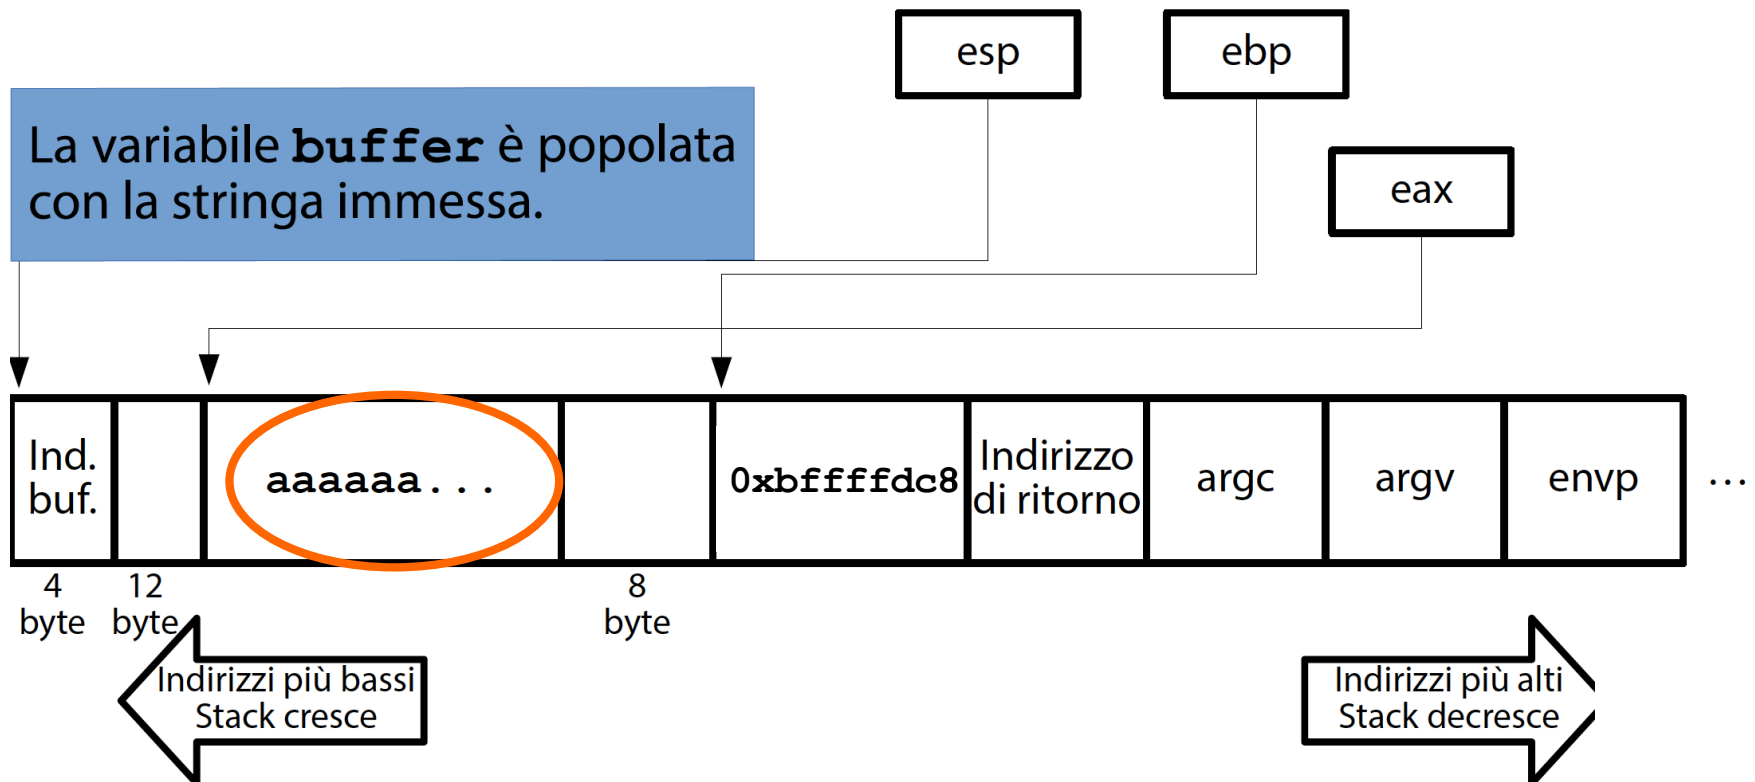 esp
ebp
La variabile buffer è popolata
con la stringa immessa.
eax
Ind.
buf.
aaaaaa...
0xbffffdc8
Indirizzo
di ritorno
argc
argv
envp
...
4
byte
12
byte
8
byte
Indirizzi più bassi
Stack cresce
Indirizzi più alti
Stack decresce